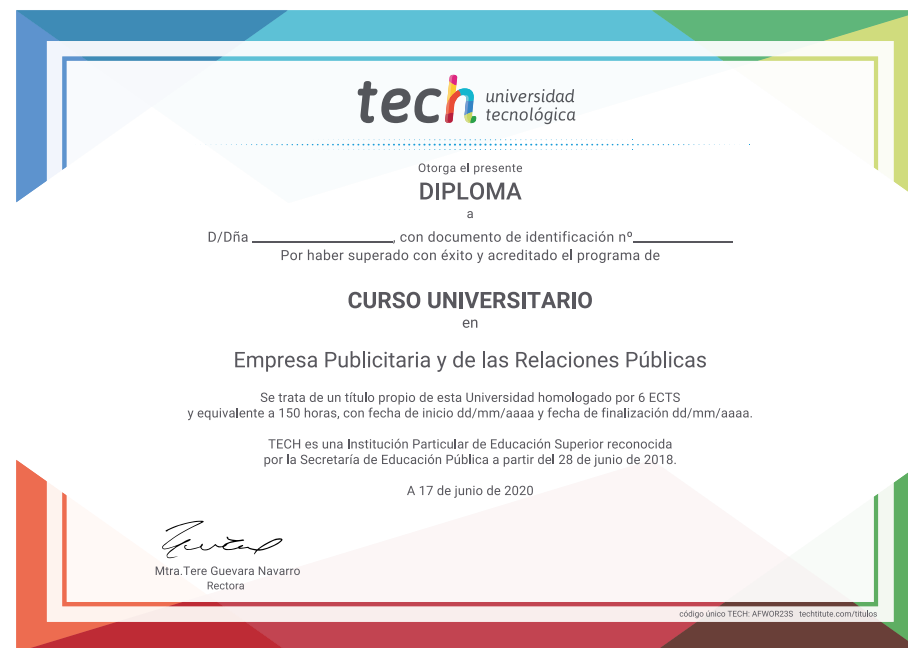 tech universidad
tecnológica
Otorga el presente
DIPLOMA
a
D/Dña ____________________, con documento de identificación nº______________
Por haber superado con éxito y acreditado el programa de
CURSO UNIVERSITARIO
en
Empresa Publicitaria y de las Relaciones Públicas
Se trata de un título propio de esta Universidad homologado por 6 ECTS
y equivalente a 150 horas, con fecha de inicio dd/mm/aaaa y fecha de finalización dd/mm/aaaa.
TECH es una Institución Particular de Educación Superior reconocida
por la Secretaría de Educación Pública a partir del 28 de junio de 2018.
A 17 de junio de 2020
Mtra.Tere Guevara Navarro
Rectora
código único TECH: AFWOR23S techtitute.com/titulos